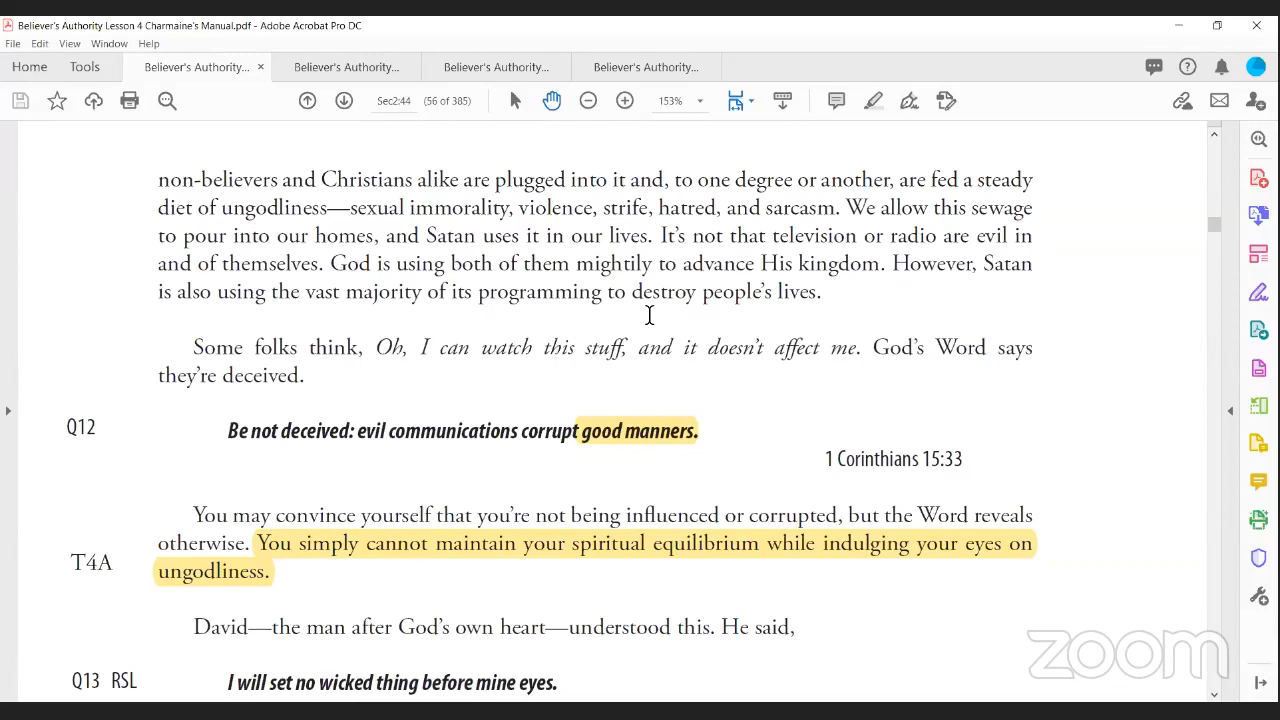 Believer's Authority Lesson 4 Charmaine's Manual.pdf - Adobe Acrobat Pro DC
File Edit View Window Help
Home Tools Believer's Authority... × Believer's Authority... Believer's Authority... Believer's Authority...
Sec2:44 (56 of 385) 153%
non-believers and Christians alike are plugged into it and, to one degree or another, are fed a steady
diet of ungodliness—sexual immorality, violence, strife, hatred, and sarcasm. We allow this sewage
to pour into our homes, and Satan uses it in our lives. It's not that television or radio are evil in
and of themselves. God is using both of them mightily to advance His kingdom. However, Satan
is also using the vast majority of its programming to destroy people's lives.
Some folks think, Oh, I can watch this stuff, and it doesn't affect me. God's Word says
they're deceived.
Q12 Be not deceived: evil communications corrupt good manners.
1 Corinthians 15:33
You may convince yourself that you're not being influenced or corrupted, but the Word reveals
otherwise. You simply cannot maintain your spiritual equilibrium while indulging your eyes on
T4A ungodliness.
David—the man after God's own heart—understood this. He said,
zoom
Q13 RSL I will set no wicked thing before mine eyes.